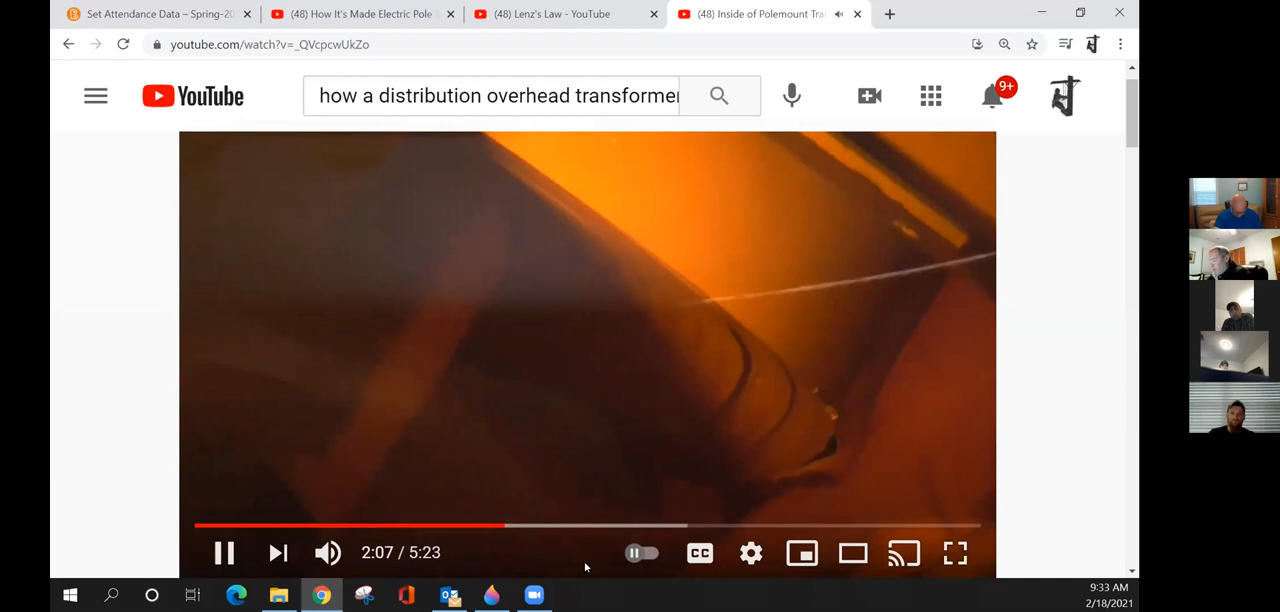 Set Attendance Data – Spring-20
(48) How It's Made Electric Pole
(48) Lenz's Law - YouTube
(48) Inside of Polemount Tra
youtube.com/watch?v=_QVcpcwUkZo
YouTube
how a distribution overhead transformer
9+
2:07 / 5:23
CC
9:33 AM
2/18/2021